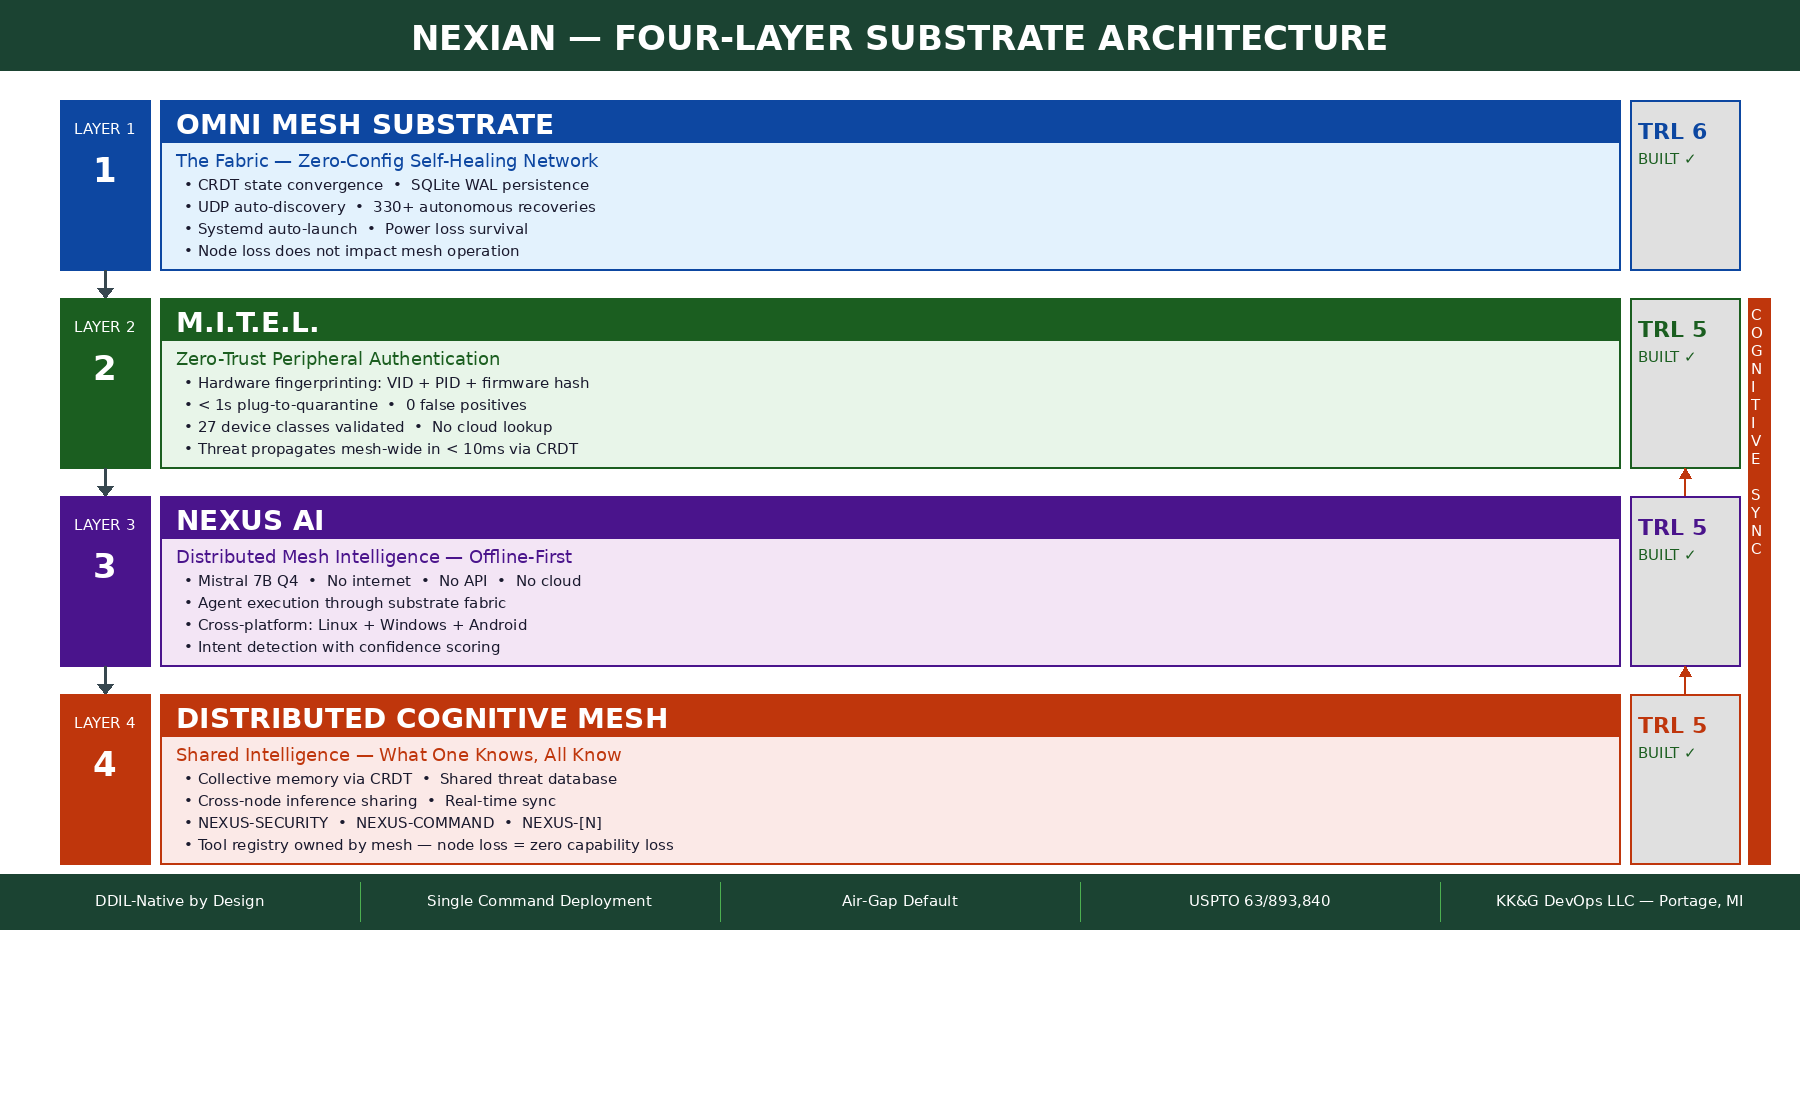 NEXIAN — FOUR-LAYER SUBSTRATE ARCHITECTURE
LAYER 1
1
OMNI MESH SUBSTRATE
The Fabric — Zero-Config Self-Healing Network
• CRDT state convergence • SQLite WAL persistence
• UDP auto-discovery • 330+ autonomous recoveries
• Systemd auto-launch • Power loss survival
• Node loss does not impact mesh operation
TRL 6
BUILT ✓
LAYER 2
2
M.I.T.E.L.
Zero-Trust Peripheral Authentication
• Hardware fingerprinting: VID + PID + firmware hash
• < 1s plug-to-quarantine • 0 false positives
• 27 device classes validated • No cloud lookup
• Threat propagates mesh-wide in < 10ms via CRDT
TRL 5
BUILT ✓
LAYER 3
3
NEXUS AI
Distributed Mesh Intelligence — Offline-First
• Mistral 7B Q4 • No internet • No API • No cloud
• Agent execution through substrate fabric
• Cross-platform: Linux + Windows + Android
• Intent detection with confidence scoring
TRL 5
BUILT ✓
LAYER 4
4
DISTRIBUTED COGNITIVE MESH
Shared Intelligence — What One Knows, All Know
• Collective memory via CRDT • Shared threat database
• Cross-node inference sharing • Real-time sync
• NEXUS-SECURITY • NEXUS-COMMAND • NEXUS-[N]
• Tool registry owned by mesh — node loss = zero capability loss
TRL 5
BUILT ✓
COGNITIVE SYNC
DDIL-Native by Design
Single Command Deployment
Air-Gap Default
USPTO 63/893,840
KK&G DevOps LLC — Portage, MI